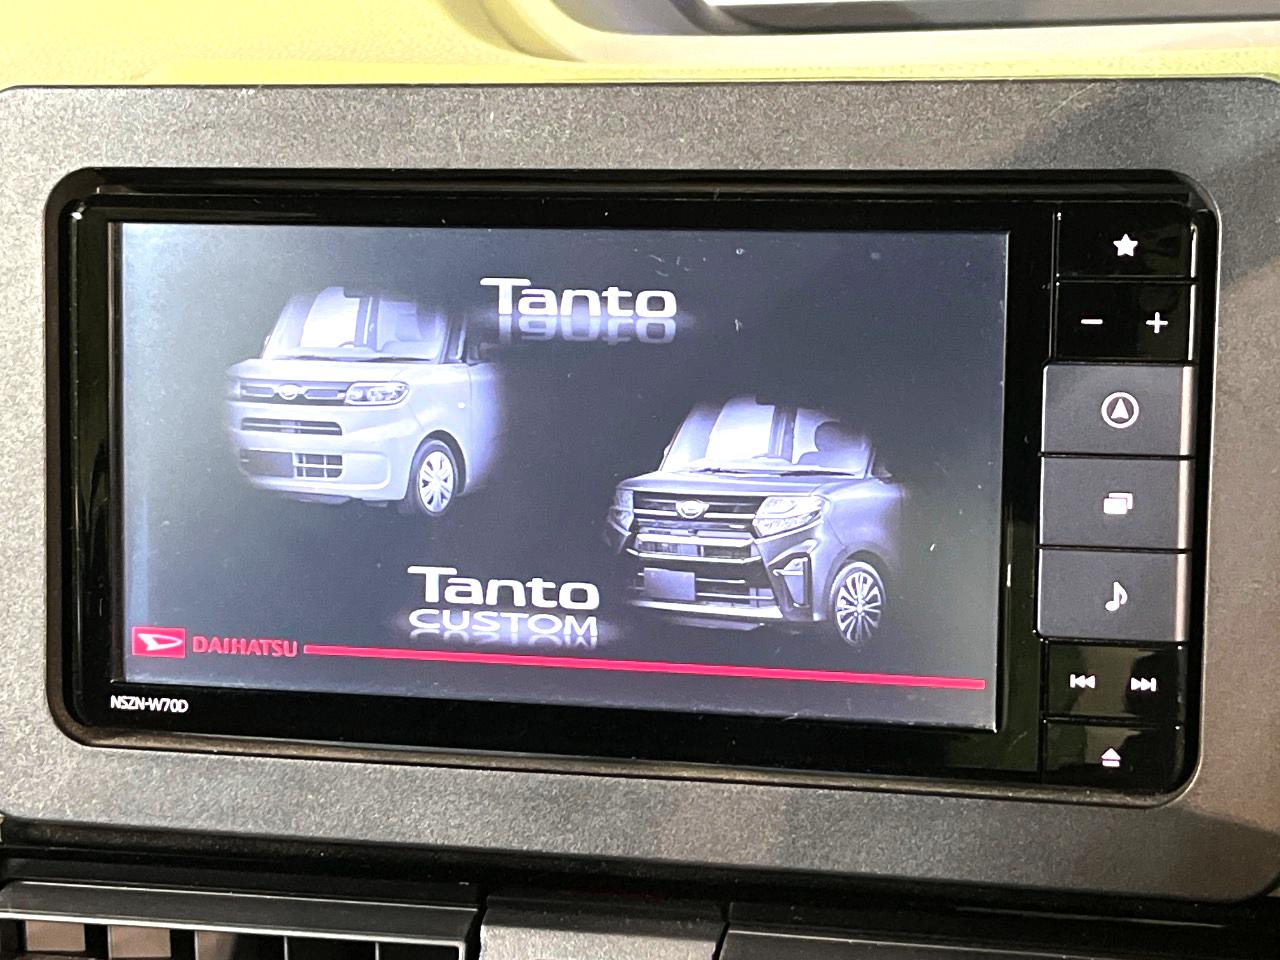 Tanto
Tanto
CUSTOM
DAIHATSU
NSZN-W70D